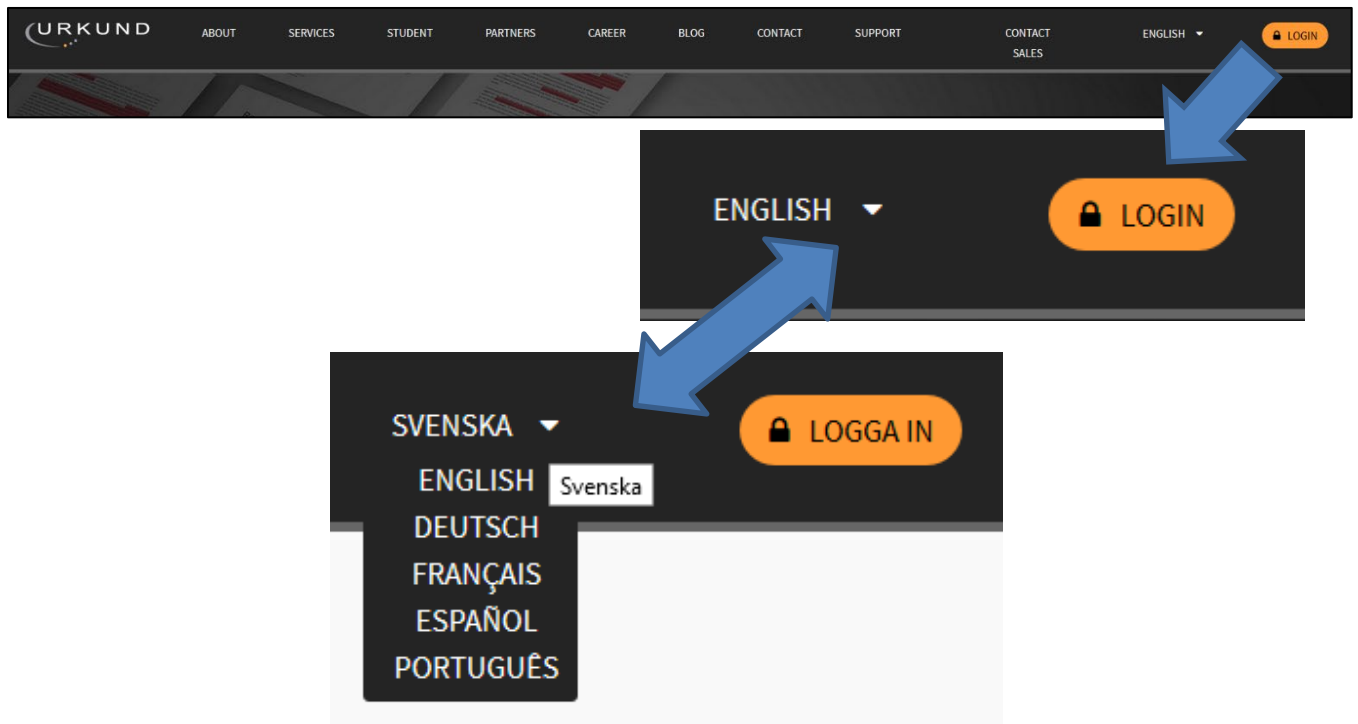 URKUND ABOUT SERVICES STUDENT PARTNERS CAREER BLOG CONTACT SUPPORT CONTACT SALES ENGLISH LOGIN
ENGLISH LOGIN
SVENSKA LOGGA IN
ENGLISH Svenska
DEUTSCH
FRANÇAIS
ESPAÑOL
PORTUGUÊS